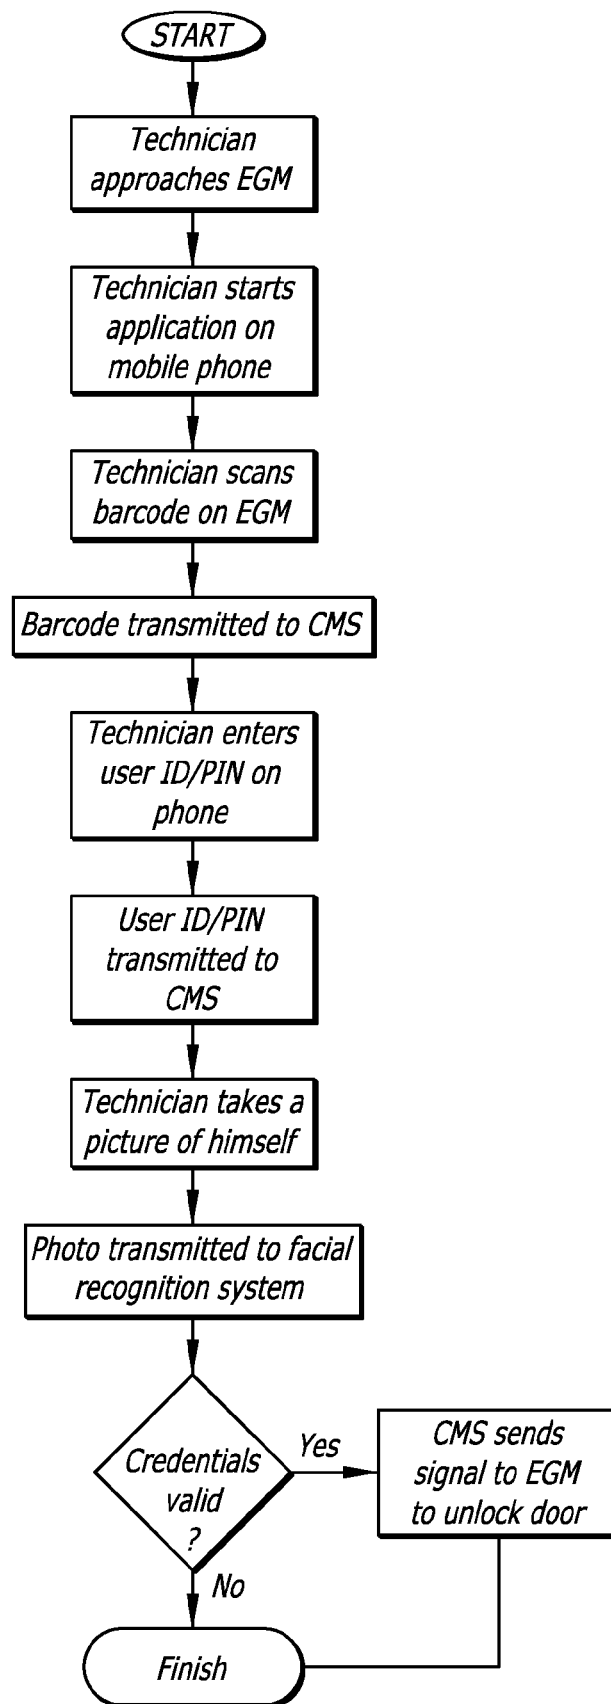 START
Technician
approaches EGM
Technician starts
application on
mobile phone
Technician scans
barcode on EGM
Barcode transmitted to CMS
Technician enters
user ID/PIN on
phone
User ID/PIN
transmitted to
CMS
Technician takes a
picture of himself
Photo transmitted to facial
recognition system
Credentials
valid
?
Yes
CMS sends
signal to EGM
to unlock door
No
Finish